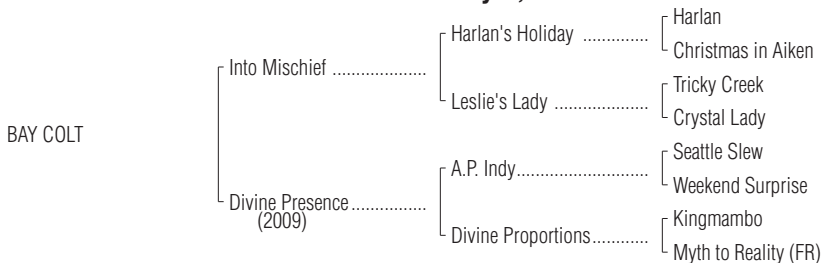 Harlan
Harlan's Holiday ..............
Christmas in Aiken
Into Mischief ....................
Tricky Creek
Leslie's Lady ....................
Crystal Lady
BAY COLT
Seattle Slew
A.P. Indy............................
Weekend Surprise
Divine Presence................
(2009)
Kingmambo
Divine Proportions............
Myth to Reality (FR)